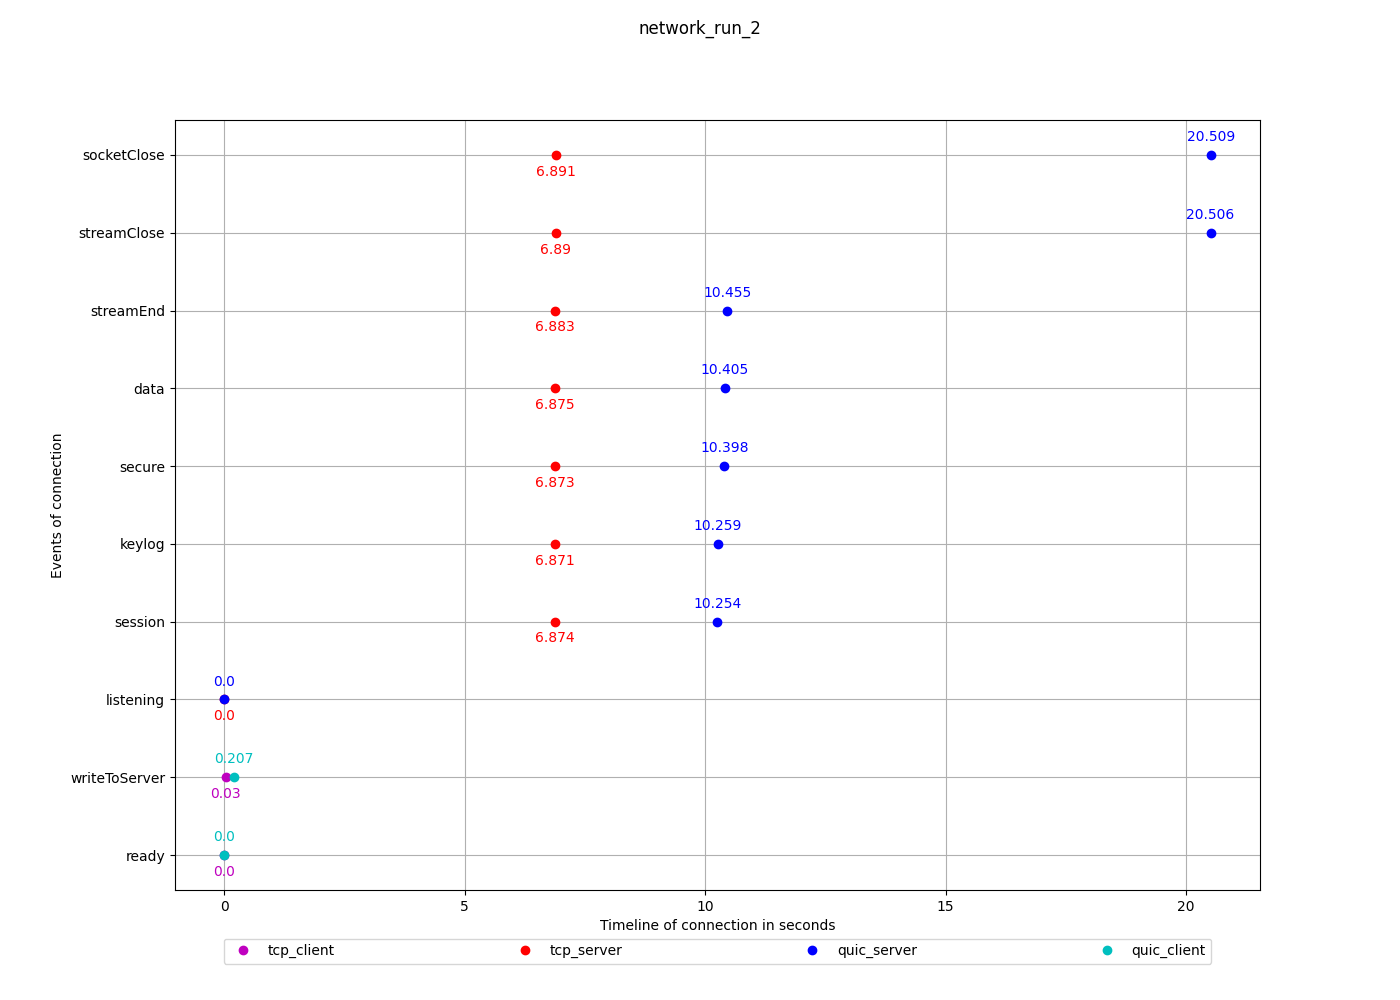 network_run_2
socketClose
20.509
6.891
streamClose
20.506
6.89
streamEnd
10.455
6.883
data
10.405
6.875
secure
10.398
6.873
keylog
10.259
6.871
session
10.254
6.874
listening
0.0
0.0
writeToServer
0.207
0.03
ready
0.0
0.0
Events of connection
0 5 10 15 20
Timeline of connection in seconds
tcp_client tcp_server quic_server quic_client